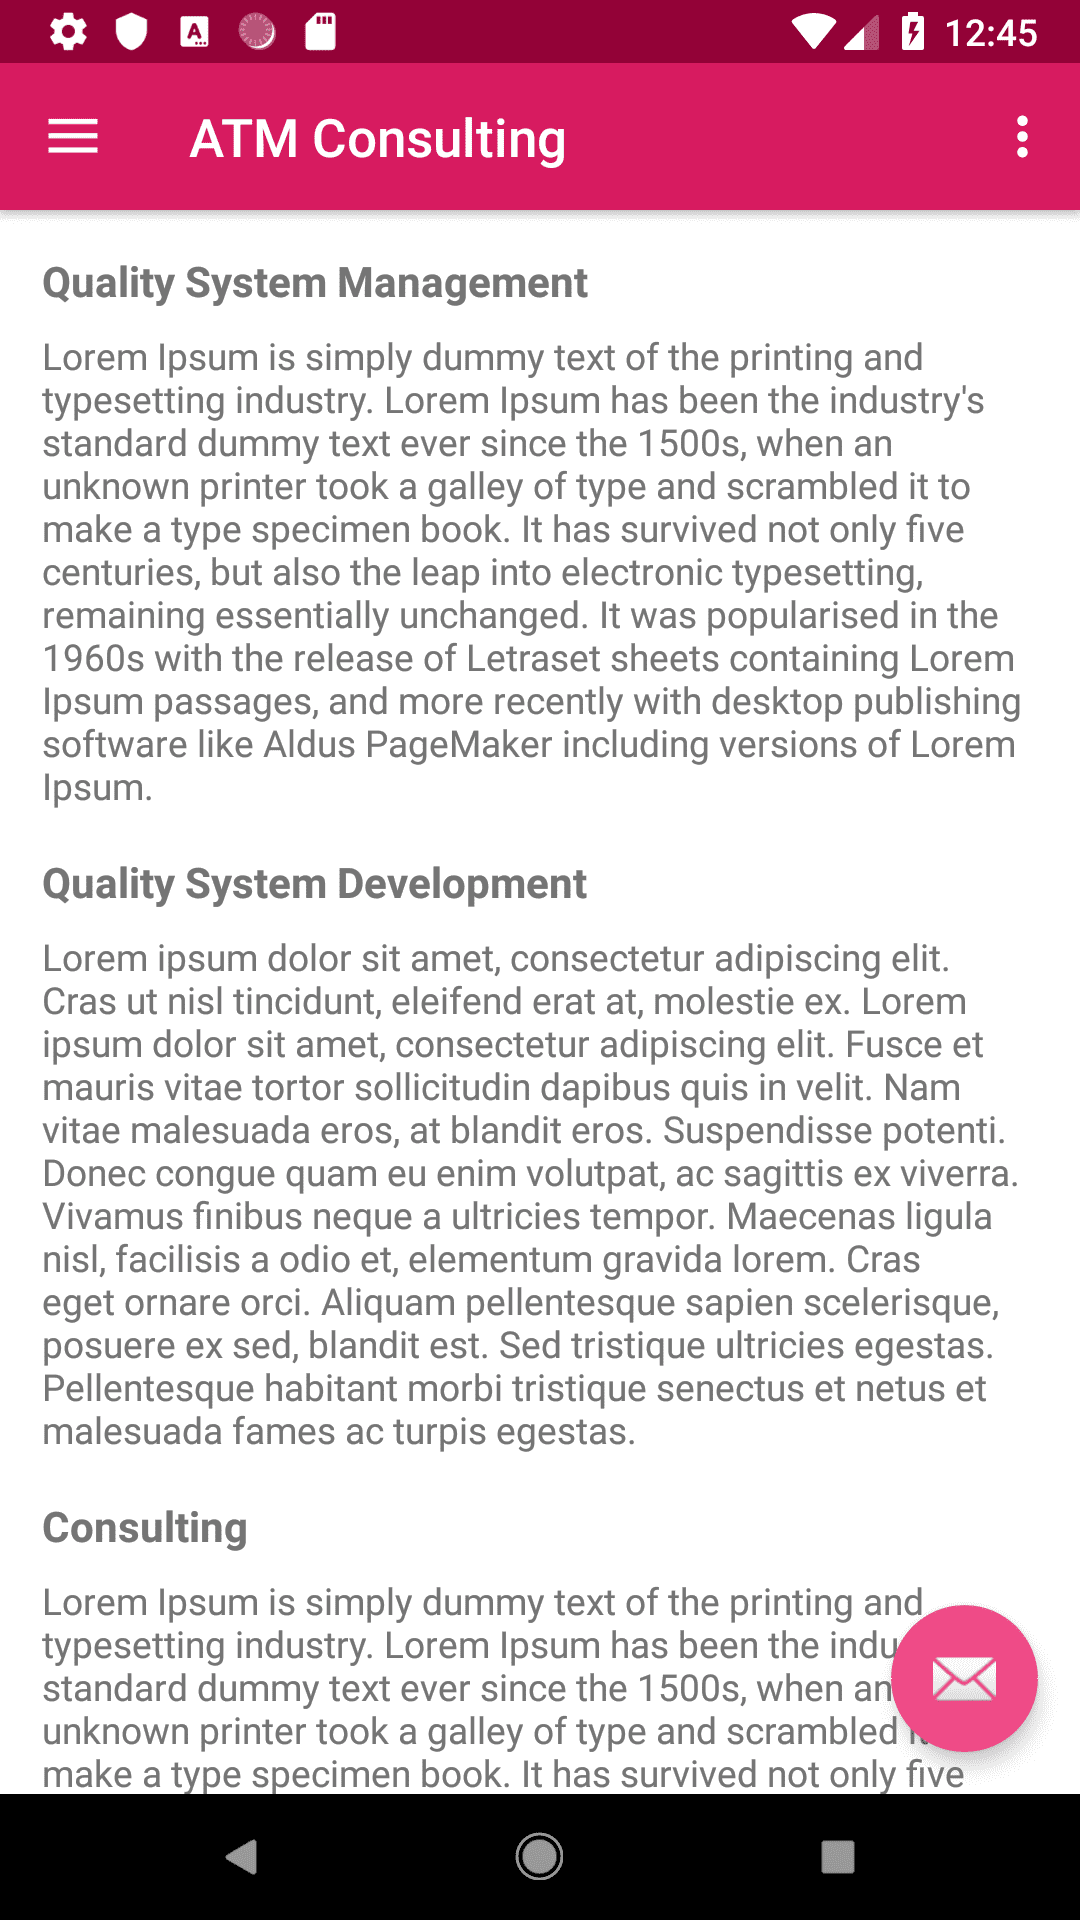 12:45
ATM Consulting
Quality System Management
Lorem Ipsum is simply dummy text of the printing and
typesetting industry. Lorem Ipsum has been the industry's
standard dummy text ever since the 1500s, when an
unknown printer took a galley of type and scrambled it to
make a type specimen book. It has survived not only five
centuries, but also the leap into electronic typesetting,
remaining essentially unchanged. It was popularised in the
1960s with the release of Letraset sheets containing Lorem
Ipsum passages, and more recently with desktop publishing
software like Aldus PageMaker including versions of Lorem
Ipsum.
Quality System Development
Lorem ipsum dolor sit amet, consectetur adipiscing elit.
Cras ut nisl tincidunt, eleifend erat at, molestie ex. Lorem
ipsum dolor sit amet, consectetur adipiscing elit. Fusce et
mauris vitae tortor sollicitudin dapibus quis in velit. Nam
vitae malesuada eros, at blandit eros. Suspendisse potenti.
Donec congue quam eu enim volutpat, ac sagittis ex viverra.
Vivamus finibus neque a ultricies tempor. Maecenas ligula
nisl, facilisis a odio et, elementum gravida lorem. Cras
eget ornare orci. Aliquam pellentesque sapien scelerisque,
posuere ex sed, blandit est. Sed tristique ultricies egestas.
Pellentesque habitant morbi tristique senectus et netus et
malesuada fames ac turpis egestas.
Consulting
Lorem Ipsum is simply dummy text of the printing and
typesetting industry. Lorem Ipsum has been the
standard dummy text ever since the 1500s, when an
unknown printer took a galley of type and scrambled
make a type specimen book. It has survived not only five